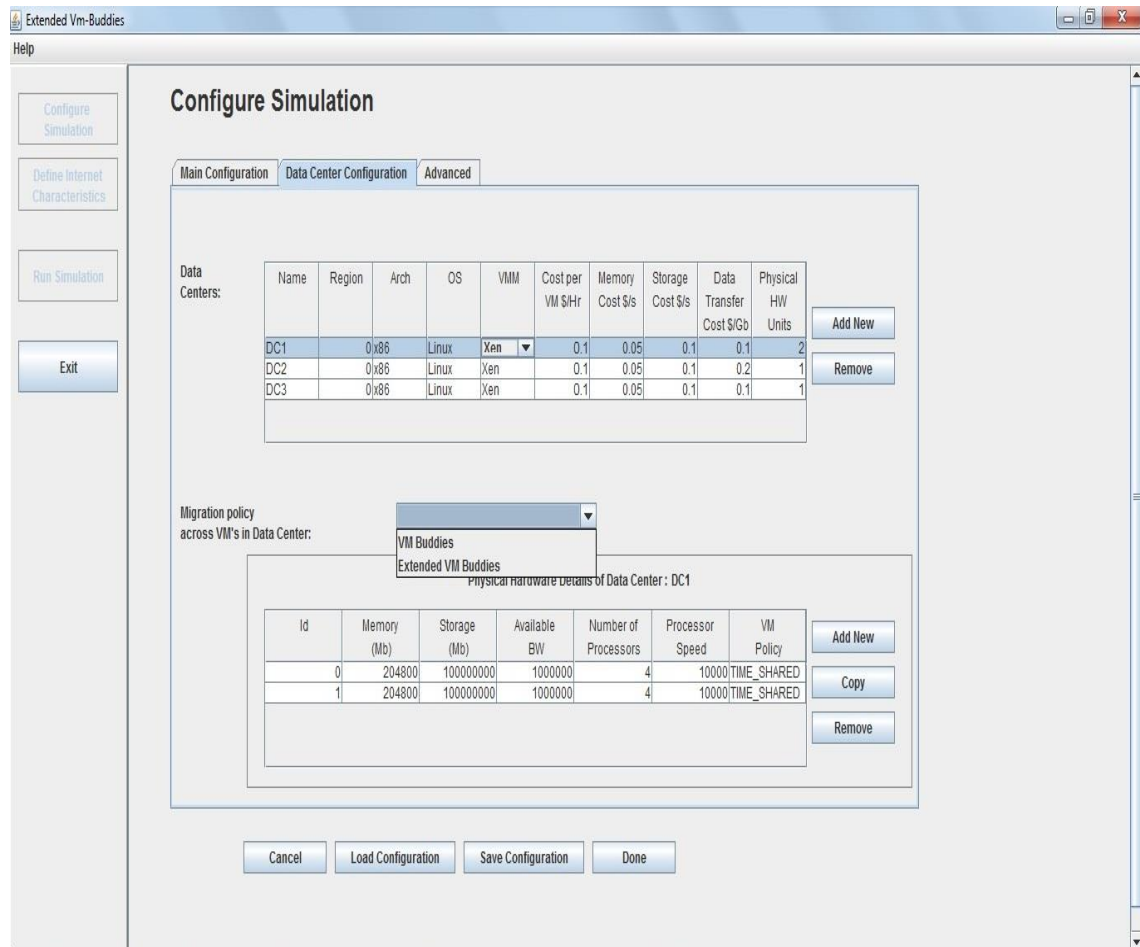 Extended Vm-Buddies
Help
Configure
Simulation
Define Internet
Characteristics
Run Simulation
Exit
Configure Simulation
Main Configuration Data Center Configuration Advanced
Data
Centers:
Name Region Arch OS VMM Cost per VM $/Hr Memory Cost $/s Storage Cost $/s Data Transfer Cost $/Gb Physical HW Units
DC1 0 x86 Linux Xen 0.1 0.05 0.1 0.1 2
DC2 0 x86 Linux Xen 0.1 0.05 0.1 0.2 1
DC3 0 x86 Linux Xen 0.1 0.05 0.1 0.1 1
Add New
Remove
Migration policy
across VM's in Data Center:
VM Buddies
Extended VM Buddies
Physical Hardware Details of Data Center : DC1
Id Memory (Mb) Storage (Mb) Available BW Number of Processors Processor Speed VM Policy
0 204800 100000000 1000000 4 10000 TIME_SHARED
1 204800 100000000 1000000 4 10000 TIME_SHARED
Add New
Copy
Remove
Cancel Load Configuration Save Configuration Done